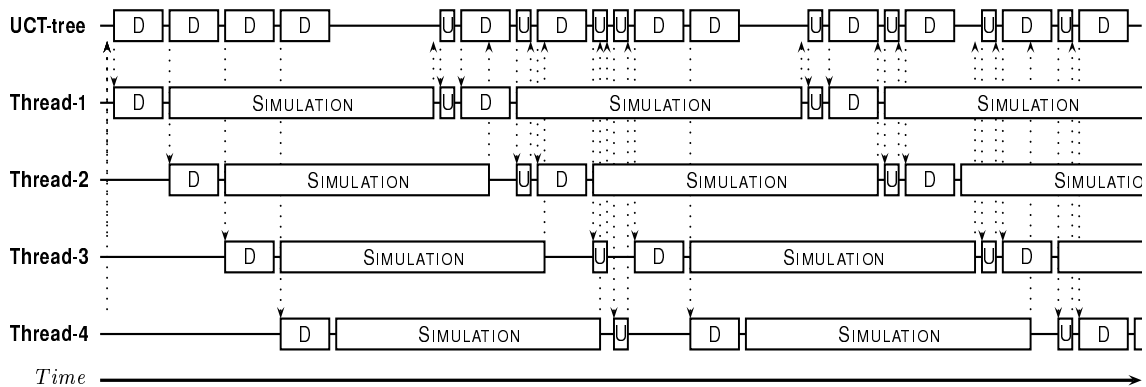 UCT-tree D D D D U D U D U U D D U D U D U D U D
Thread-1 D SIMULATION U D SIMULATION U D SIMULATION
Thread-2 D SIMULATION U D SIMULATION U D SIMULATIO
Thread-3 D SIMULATION U D SIMULATION U D
Thread-4 D SIMULATION U D SIMULATION U D
Time